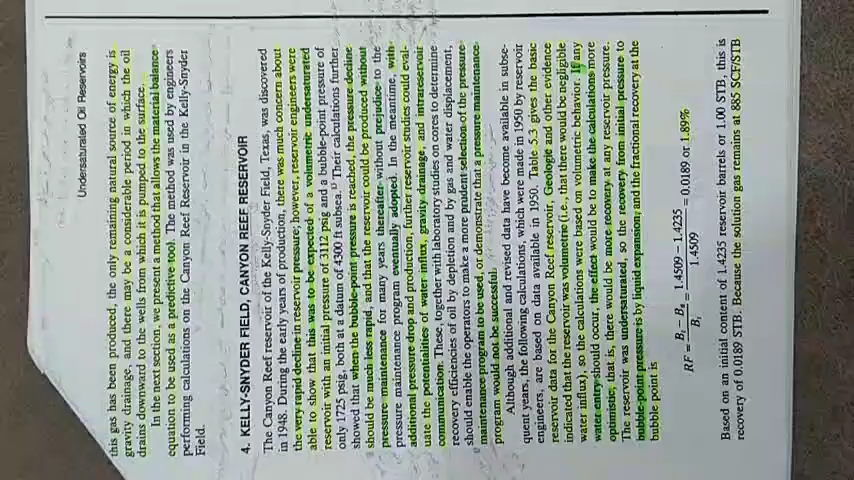 Undersaturated Oil Reservoirs
this gas has been produced, the only remaining natural source of energy is
gravity drainage, and there may be a considerable period in which the oil
drains downward to the wells from which it is pumped to the surface.
In the next section, we present a method that allows the material balance
equation to be used as a predictive tool. The method was used by engineers
performing calculations on the Canyon Reef Reservoir in the Kelly-Snyder
Field.
4. KELLY-SNYDER FIELD, CANYON REEF RESERVOIR
The Canyon Reef reservoir of the Kelly-Snyder Field, Texas, was discovered
in 1948. During the early years of production, there was much concern about
the very rapid decline in reservoir pressure; however, reservoir engineers were
able to show that this was to be expected of a volumetric undersaturated
reservoir with an initial pressure of 3112 psig and a bubble-point pressure of
only 1725 psig, both at a datum of 4300 ft subsea. Their calculations further
showed that when the bubble-point pressure is reached, the pressure decline
should be much less rapid, and that the reservoir could be produced without
pressure maintenance for many years thereafter without prejudice to the
pressure maintenance program eventually adopted. In the meantime, with
additional pressure drop and production, further reservoir studies could eval-
uate the potentialities of water influx, gravity drainage, and intrareservoir
communication. These, together with laboratory studies on cores to determine
recovery efficiencies of oil by depletion and by gas and water displacement,
should enable the operators to make a more prudent selection of the pressure
maintenance program to be used, or demonstrate that a pressure maintenance
program would not be successful.
Although additional and revised data have become available in subse-
quent years, the following calculations, which were made in 1950 by reservoir
engineers, are based on data available in 1950. Table 5.3 gives the basic
reservoir data for the Canyon Reef reservoir. Geologic and other evidence
indicated that the reservoir was volumetric (i.e., that there would be negligible
water influx), so the calculations were based on volumetric behavior. If any
water entry should occur, the effect would be to make the calculations more
optimistic; that is, there would be more recovery at any reservoir pressure.
The reservoir was undersaturated, so the recovery from initial pressure to
bubble-point pressure is by liquid expansion, and the fractional recovery at the
bubble point is
RF = (B_t − B_ti) / B_t = (1.4509 − 1.4235) / 1.4509 = 0.0189 or 1.89%
Based on an initial content of 1.4235 reservoir barrels or 1.00 STB, this is
recovery of 0.0189 STB. Because the solution gas remains at 885 SCF/STB